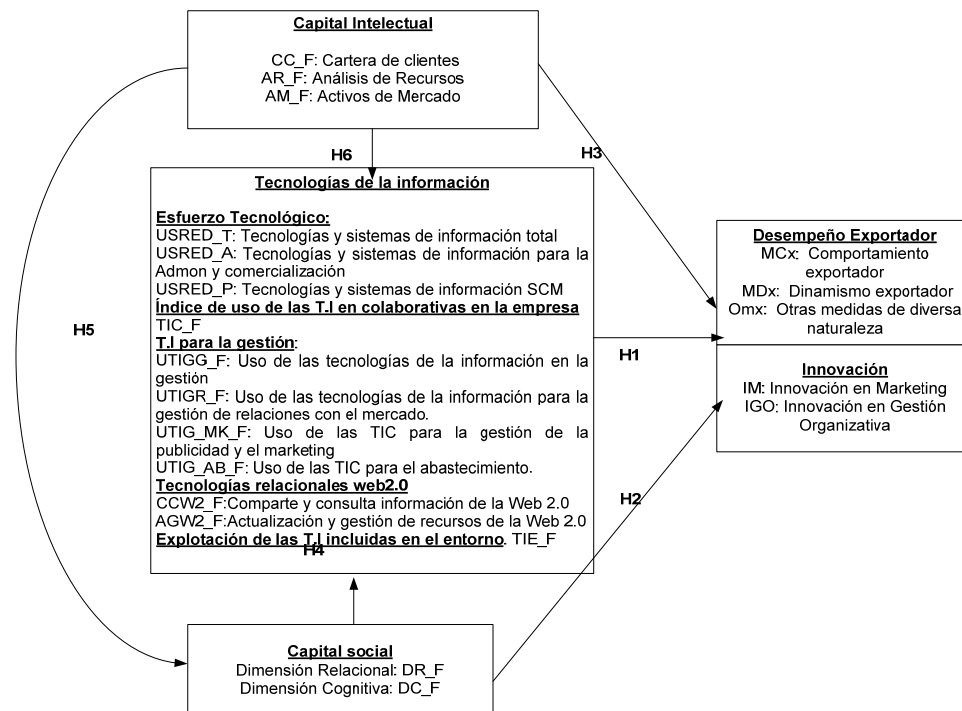 Capital Intelectual
CC_F: Cartera de clientes
AR_F: Análisis de Recursos
AM_F: Activos de Mercado
H6
H3
Tecnologías de la información
Esfuerzo Tecnológico:
USRED_T: Tecnologías y sistemas de información total
USRED_A: Tecnologías y sistemas de información para la
Admon y comercialización
USRED_P: Tecnologías y sistemas de información SCM
Índice de uso de las T.I en colaborativas en la empresa
TIC_F
T.I para la gestión:
UTIGG_F: Uso de las tecnologías de la información en la
gestión
UTIGR_F: Uso de las tecnologías de la información para la
gestión de relaciones con el mercado.
UTIG_MK_F: Uso de las TIC para la gestión de la
publicidad y el marketing
UTIG_AB_F: Uso de las TIC para el abastecimiento.
Tecnologías relacionales web2.0
CCW2_F:Comparte y consulta información de la Web 2.0
AGW2_F:Actualización y gestión de recursos de la Web 2.0
Explotación de las T.I incluidas en el entorno. TIE_F
H4
H5
H1
H2
Desempeño Exportador
MCx: Comportamiento
exportador
MDx: Dinamismo exportador
Omx: Otras medidas de diversa
naturaleza
Innovación
IM: Innovación en Marketing
IGO: Innovación en Gestión
Organizativa
Capital social
Dimensión Relacional: DR_F
Dimensión Cognitiva: DC_F